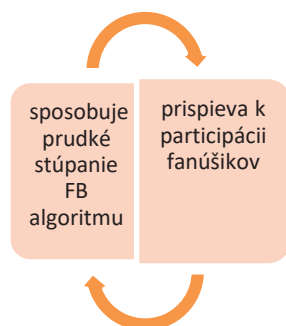 sposobuje
prudké
stúpanie
FB
algoritmu
prispieva k
participácii
fanúšikov